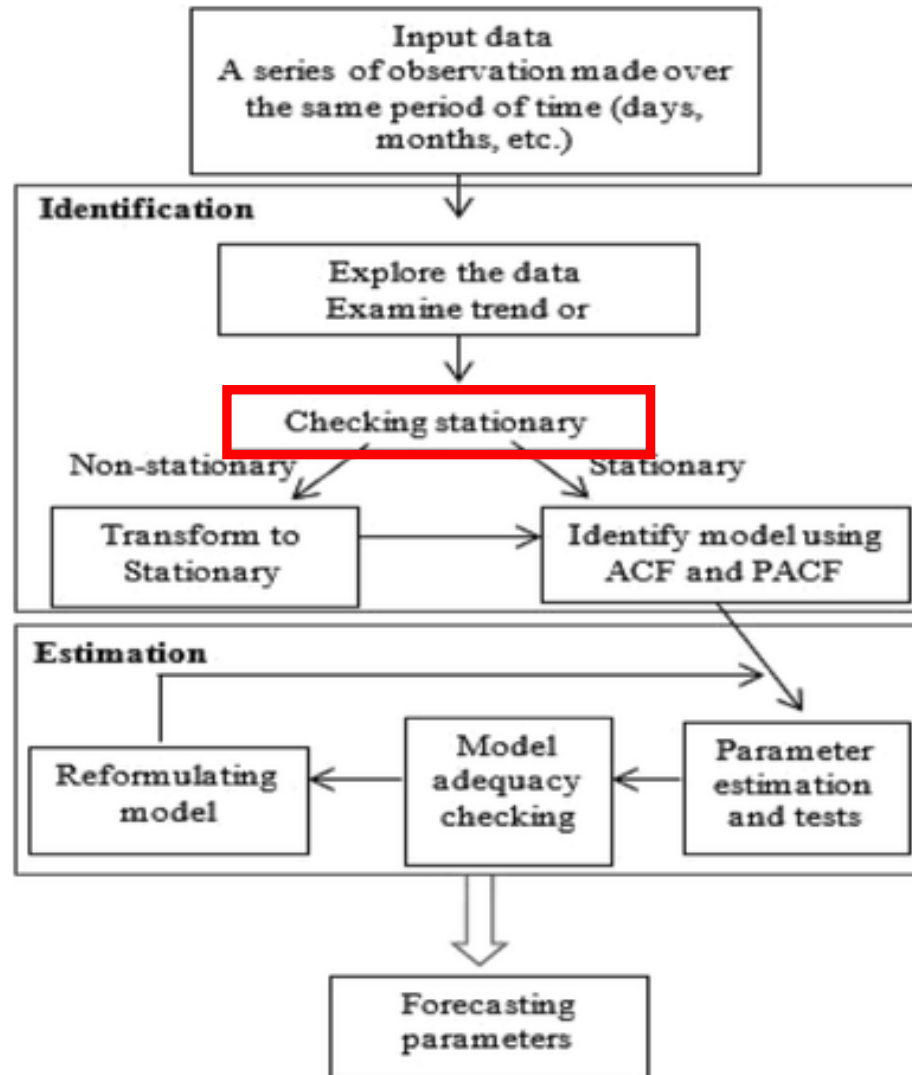 Input data
A series of observation made over
the same period of time (days,
months, etc.)
Identification
Explore the data
Examine trend or
Checking stationary
Non-stationary
Stationary
Transform to
Stationary
Identify model using
ACF and PACF
Estimation
Reformulating
model
Model
adequacy
checking
Parameter
estimation
and tests
Forecasting
parameters